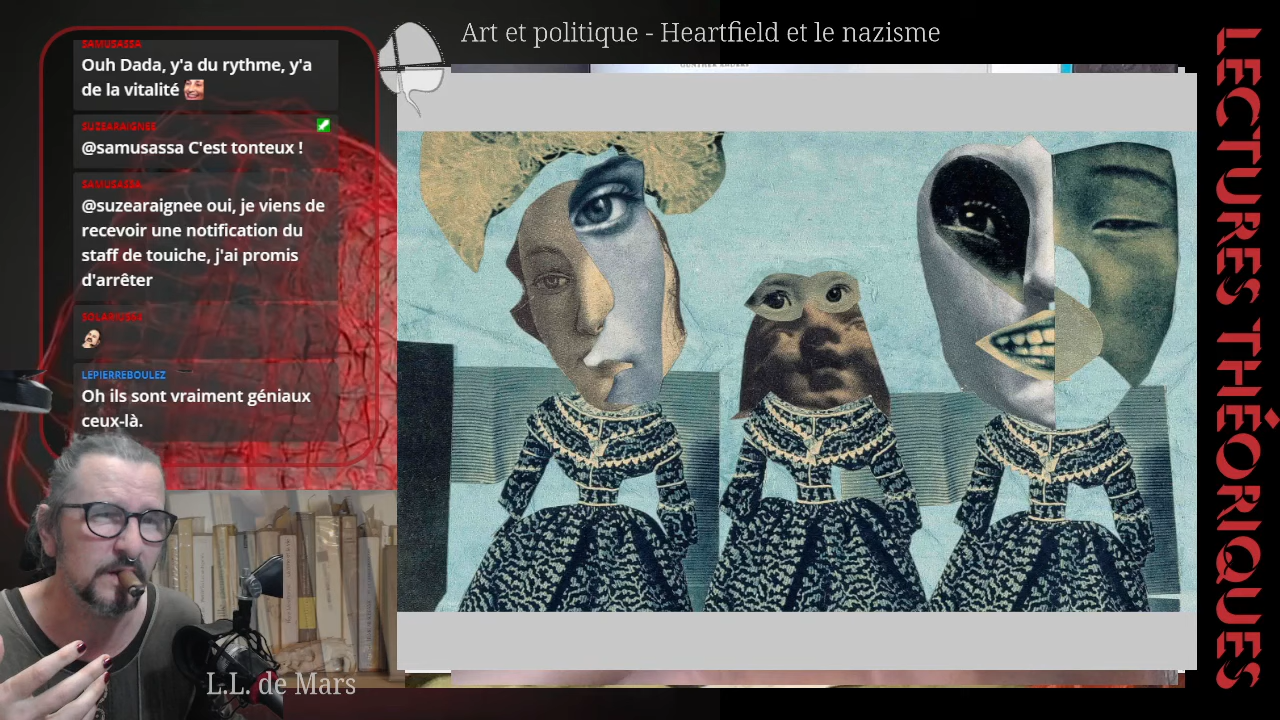 Art et politique - Heartfield et le nazisme
SAMUSASSA
Ouh Dada, y'a du rythme, y'a
de la vitalité
SUZEARAIGNEE
@samusassa C'est tonteux !
SAMUSASSA
@suzearaignee oui, je viens de
recevoir une notification du
staff de touiche, j'ai promis
d'arrêter
LEPIERREBOULEZ
Oh ils sont vraiment géniaux
ceux-là.
L.L. de Mars
LECTURES THÉORIQUES